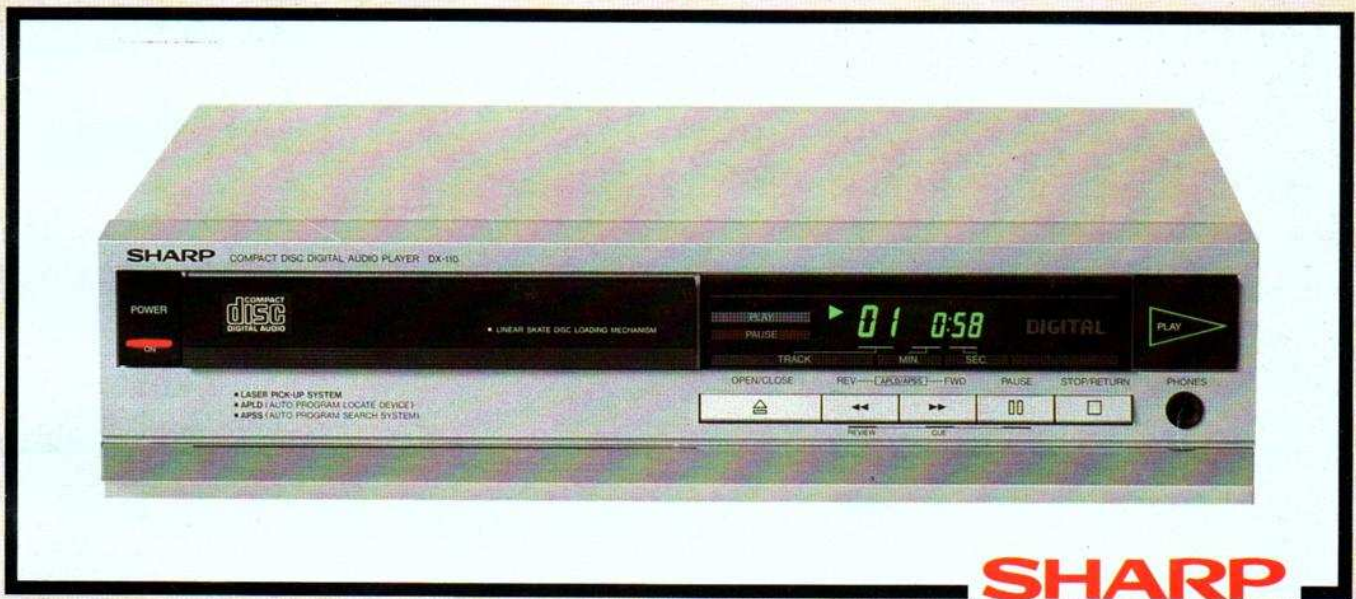 SHARP COMPACT DISC DIGITAL AUDIO PLAYER DX-110
POWER
ON
COMPACT
disc
DIGITAL AUDIO
• LINEAR SKATE DISC LOADING MECHANISM
PLAY
PAUSE
01 0:58
DIGITAL
TRACK MIN. SEC.
PLAY
• LASER PICK-UP SYSTEM
• APLD (AUTO PROGRAM LOCATE DEVICE)
• APSS (AUTO PROGRAM SEARCH SYSTEM)
OPEN/CLOSE REV APLD/APSS FWD PAUSE STOP/RETURN PHONES
REVIEW CUE
SHARP